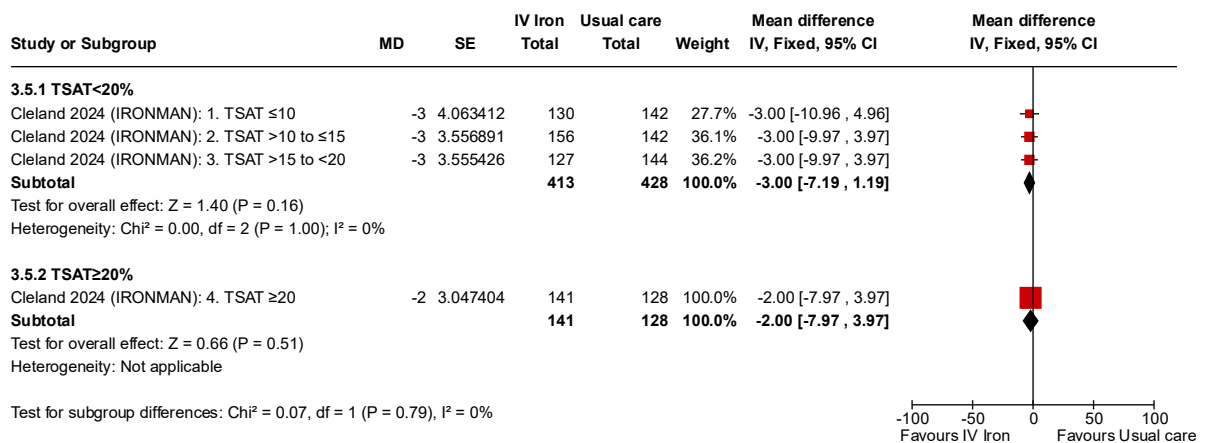 IV Iron Usual care Mean difference Mean difference
Study or Subgroup MD SE Total Total Weight IV, Fixed, 95% CI IV, Fixed, 95% CI
3.5.1 TSAT<20%
Cleland 2024 (IRONMAN): 1. TSAT ≤10 -3 4.063412 130 142 27.7% -3.00 [-10.96 , 4.96]
Cleland 2024 (IRONMAN): 2. TSAT >10 to ≤15 -3 3.556891 156 142 36.1% -3.00 [-9.97 , 3.97]
Cleland 2024 (IRONMAN): 3. TSAT >15 to <20 -3 3.555426 127 144 36.2% -3.00 [-9.97 , 3.97]
Subtotal 413 428 100.0% -3.00 [-7.19 , 1.19]
Test for overall effect: Z = 1.40 (P = 0.16)
Heterogeneity: Chi² = 0.00, df = 2 (P = 1.00); I² = 0%
3.5.2 TSAT≥20%
Cleland 2024 (IRONMAN): 4. TSAT ≥20 -2 3.047404 141 128 100.0% -2.00 [-7.97 , 3.97]
Subtotal 141 128 100.0% -2.00 [-7.97 , 3.97]
Test for overall effect: Z = 0.66 (P = 0.51)
Heterogeneity: Not applicable
Test for subgroup differences: Chi² = 0.07, df = 1 (P = 0.79), I² = 0%
-100 -50 0 50 100
Favours IV Iron Favours Usual care